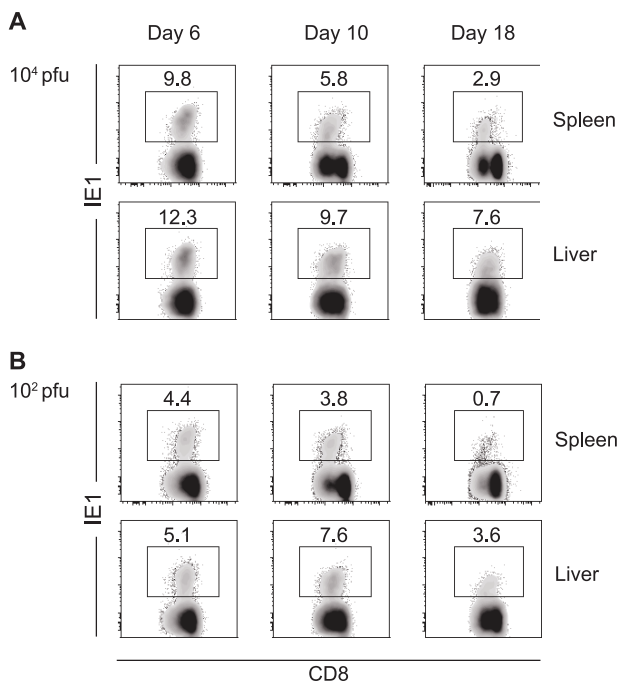 A
Day 6 Day 10 Day 18
10⁴ pfu
9.8 5.8 2.9
Spleen
IE1
12.3 9.7 7.6
Liver
B
10² pfu
4.4 3.8 0.7
Spleen
IE1
5.1 7.6 3.6
Liver
CD8